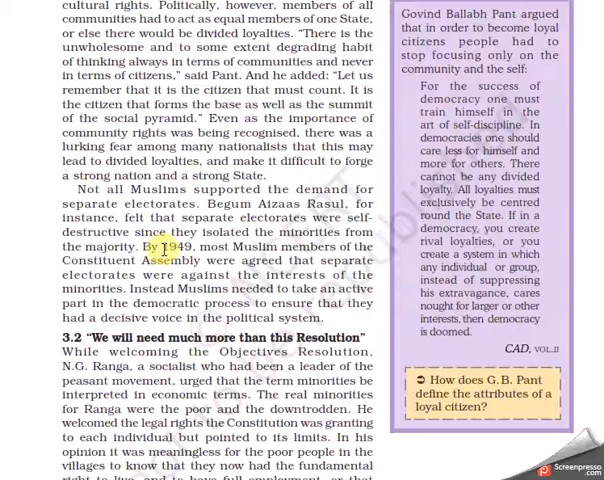 cultural rights. Politically, however, members of all
communities had to act as equal members of one State,
or else there would be divided loyalties. “There is the
unwholesome and to some extent degrading habit
of thinking always in terms of communities and never
in terms of citizens,” said Pant. And he added: “Let us
remember that it is the citizen that must count. It is
the citizen that forms the base as well as the summit
of the social pyramid.” Even as the importance of
community rights was being recognised, there was a
lurking fear among many nationalists that this may
lead to divided loyalties, and make it difficult to forge
a strong nation and a strong State.
Not all Muslims supported the demand for
separate electorates. Begum Aizaas Rasul, for
instance, felt that separate electorates were self-
destructive since they isolated the minorities from
the majority. By 1949, most Muslim members of the
Constituent Assembly were agreed that separate
electorates were against the interests of the
minorities. Instead Muslims needed to take an active
part in the democratic process to ensure that they
had a decisive voice in the political system.
3.2 “We will need much more than this Resolution”
While welcoming the Objectives Resolution,
N.G. Ranga, a socialist who had been a leader of the
peasant movement, urged that the term minorities be
interpreted in economic terms. The real minorities
for Ranga were the poor and the downtrodden. He
welcomed the legal rights the Constitution was granting
to each individual but pointed to its limits. In his
opinion it was meaningless for the poor people in the
villages to know that they now had the fundamental
right to live, and to have full employment, or that
Govind Ballabh Pant argued
that in order to become loyal
citizens people had to
stop focusing only on the
community and the self:
For the success of
democracy one must
train himself in the
art of self-discipline. In
democracies one should
care less for himself and
more for others. There
cannot be any divided
loyalty. All loyalties must
exclusively be centred
round the State. If in a
democracy, you create
rival loyalties, or you
create a system in which
any individual or group,
instead of suppressing
his extravagance, cares
nought for larger or other
interests, then democracy
is doomed.
CAD, VOL.II
➲ How does G.B. Pant
define the attributes of a
loyal citizen?
© NCERT
not to be republished
Screenpresso